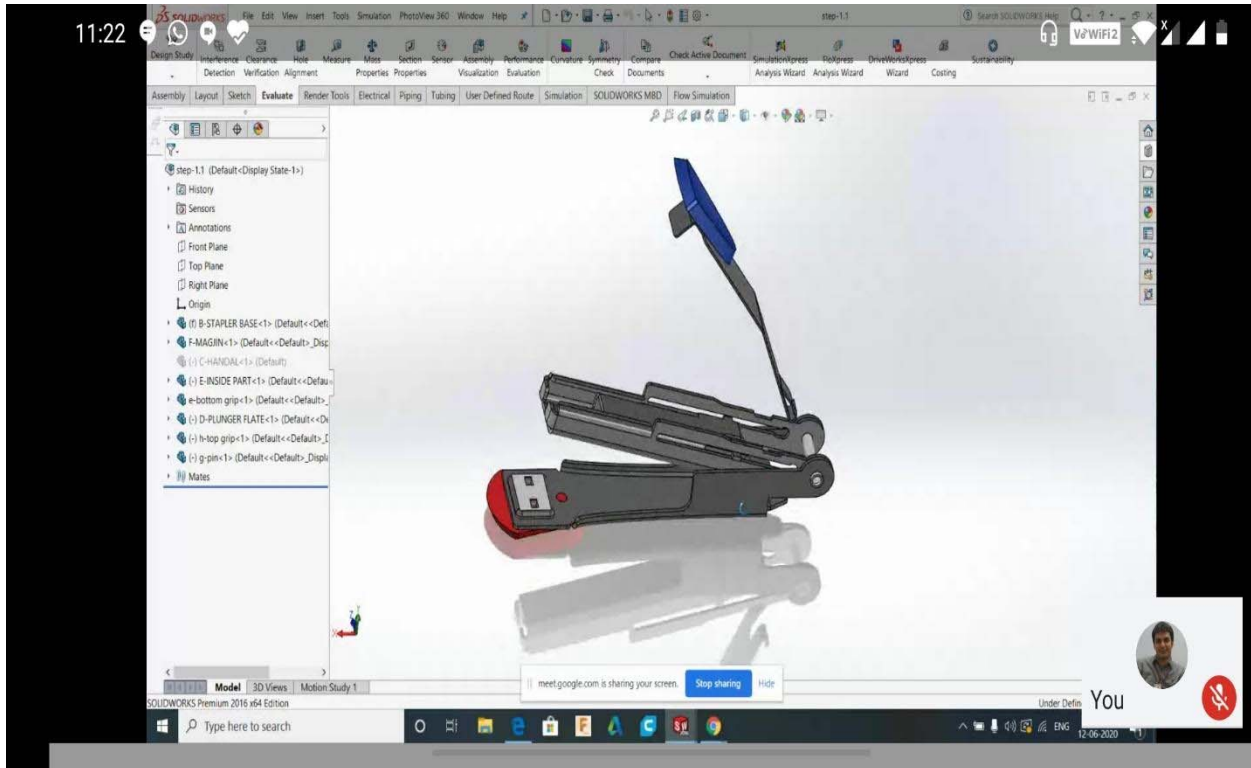 11:22
VoWiFi2
SOLIDWORKS File Edit View Insert Tools Simulation PhotoView 360 Window Help step-1.1 Search SOLIDWORKS Help
Design Study Interference Detection Clearance Verification Hole Alignment Measure Mass Properties Section Properties Sensor Assembly Visualization Performance Evaluation Curvature Symmetry Check Compare Documents Check Active Document SimulationXpress Analysis Wizard FloXpress Analysis Wizard DriveWorksXpress Wizard Costing Sustainability
Assembly Layout Sketch Evaluate Render Tools Electrical Piping Tubing User Defined Route Simulation SOLIDWORKS MBD Flow Simulation
step-1.1 (Default<Display State-1>)
History
Sensors
Annotations
Front Plane
Top Plane
Right Plane
Origin
(f) B-STAPLER BASE<1> (Default<<Def
F-MAGJIN<1> (Default<<Default>_Disp
(-) C-HANDAL<1> (Default)
(-) E-INSIDE PART<1> (Default<<Defau
e-bottom grip<1> (Default<<Default>_
(-) D-PLUNGER FLATE<1> (Default<<De
(-) h-top grip<1> (Default<<Default>_D
(-) g-pin<1> (Default<<Default>_Displa
Mates
meet.google.com is sharing your screen. Stop sharing Hide
Model 3D Views Motion Study 1
SOLIDWORKS Premium 2016 x64 Edition Under Defin
You
Type here to search
ENG
12-06-2020